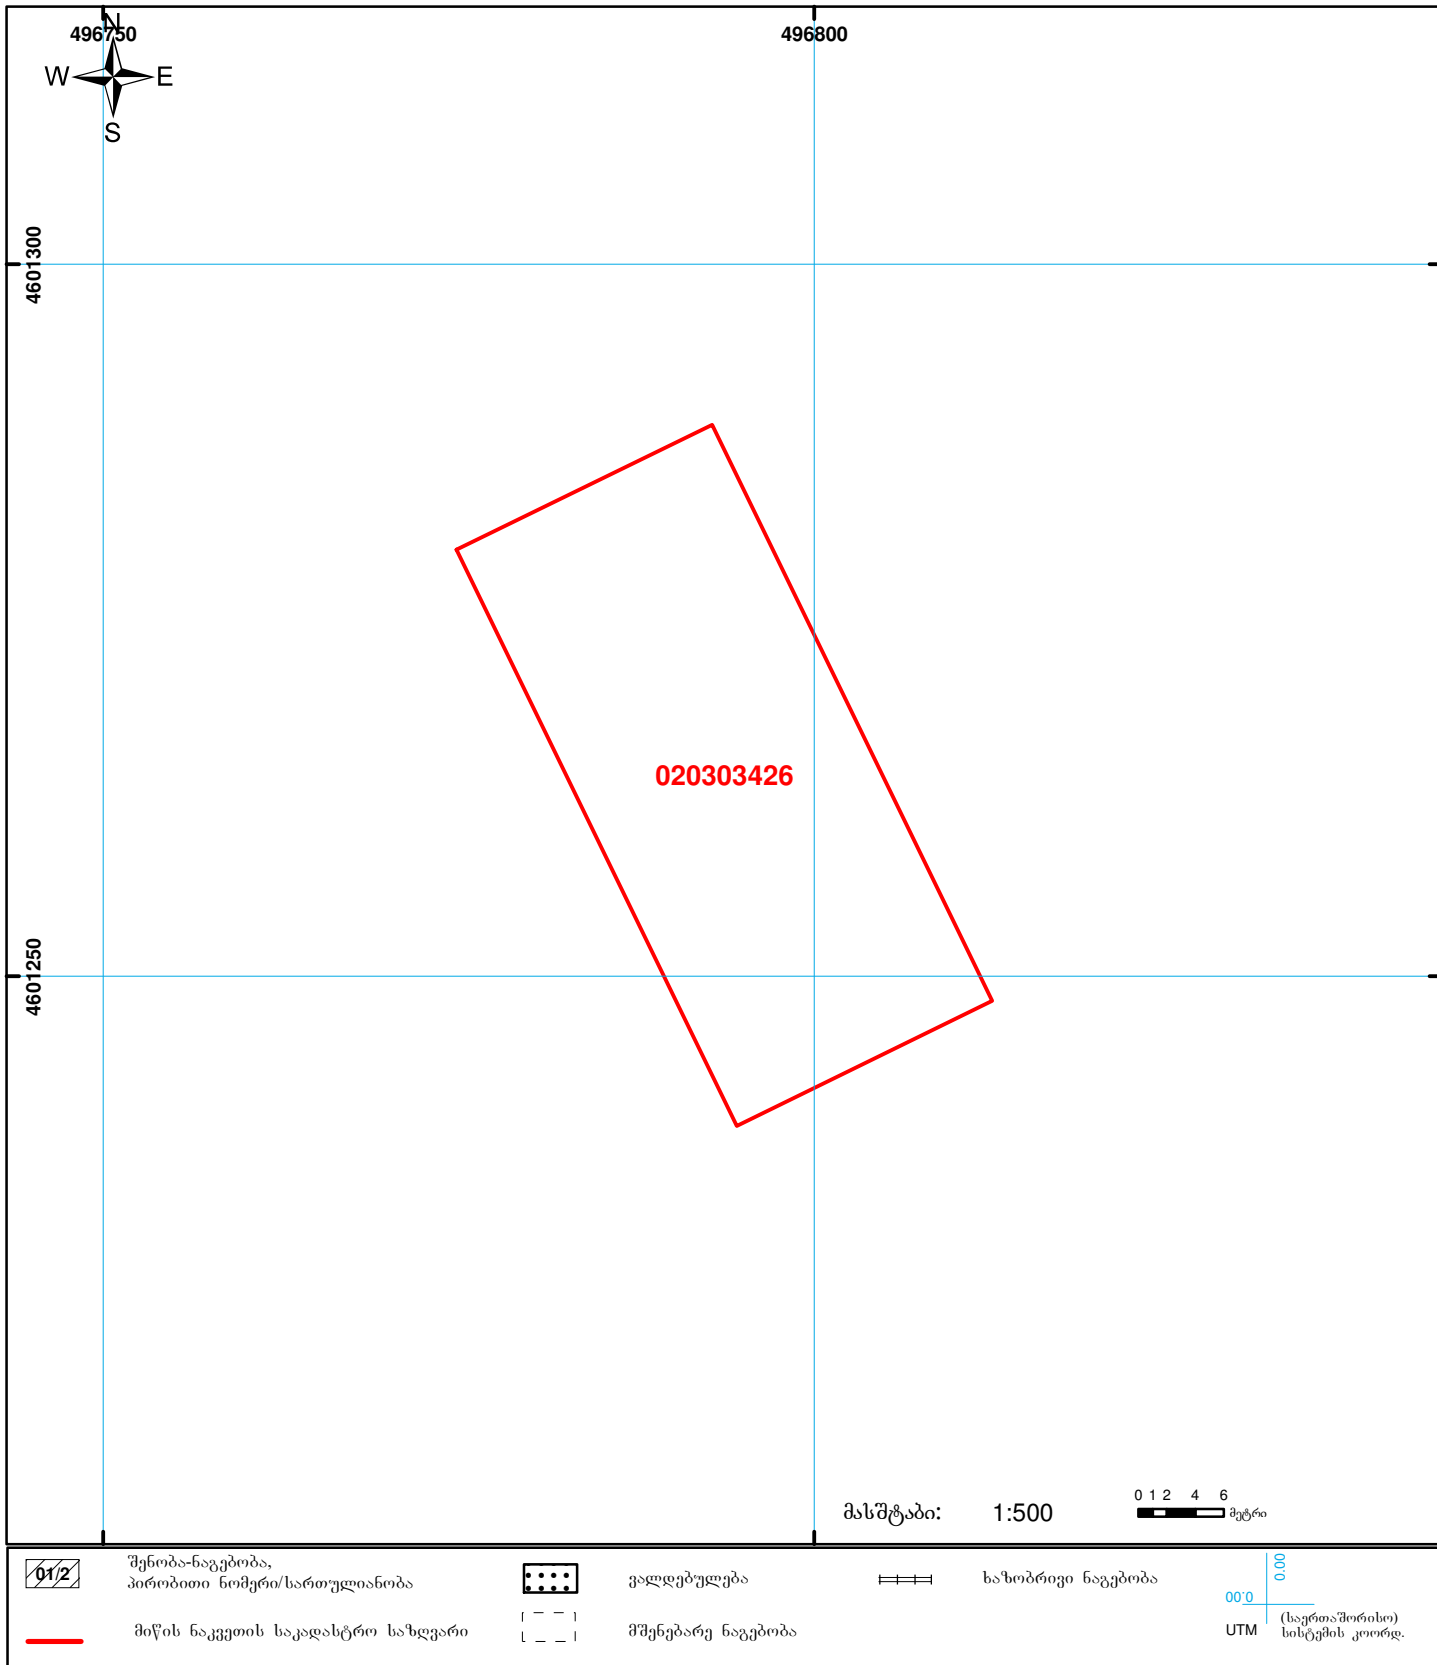 496750
496800
N
W
E
S
4601300
020303426
4601250
მასშტაბი:
1:500
0 1 2 4 6
მეტრი
01/2
შენობა-ნაგებობა,
პირობითი ნომერი/სართულიანობა
ვალდებულება
ხაზობრივი ნაგებობა
00.0
00.0
მიწის ნაკვეთის საკადასტრო საზღვარი
მშენებარე ნაგებობა
UTM
(საერთაშორისო)
სისტემის კოორდ.